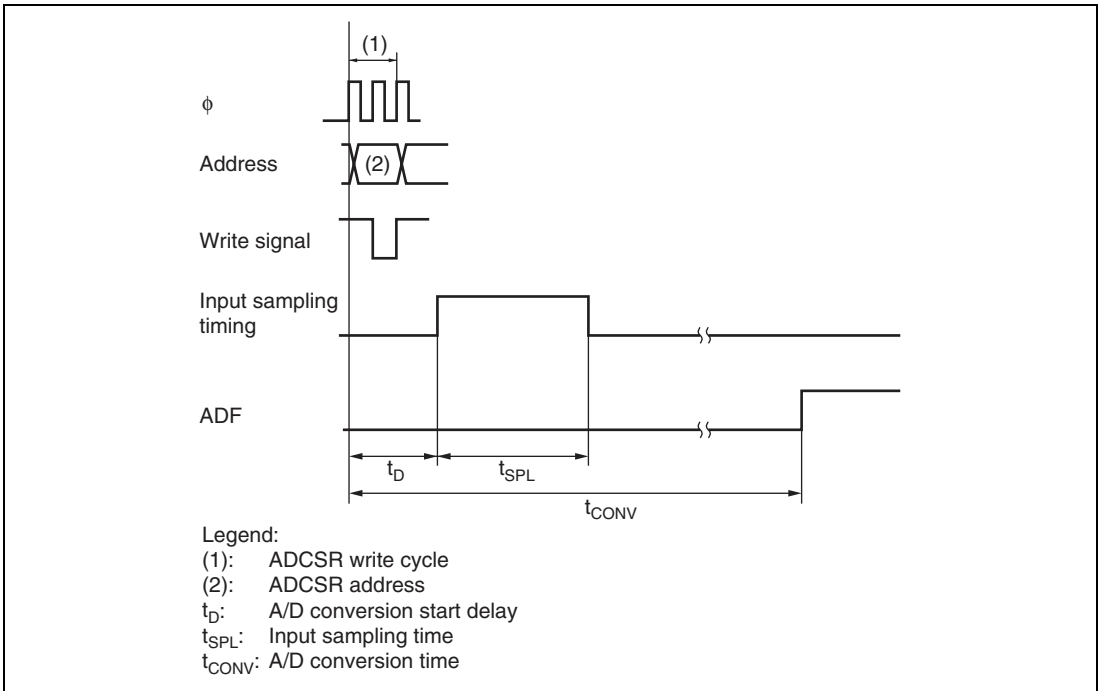 (1)
ϕ
Address
(2)
Write signal
Input sampling
timing
ADF
tD
tSPL
tCONV
Legend:
(1): ADCSR write cycle
(2): ADCSR address
tD: A/D conversion start delay
tSPL: Input sampling time
tCONV: A/D conversion time